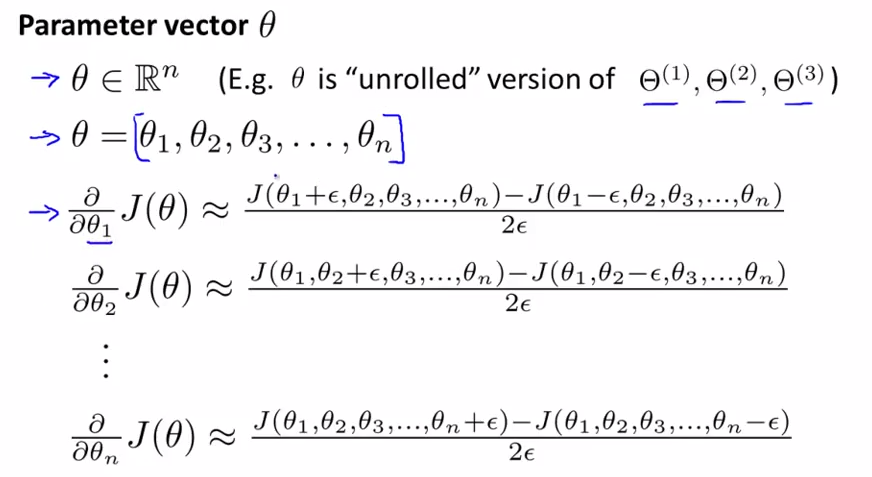 Parameter vector θ
→ θ ∈ ℝⁿ (E.g. θ is “unrolled” version of Θ⁽¹⁾, Θ⁽²⁾, Θ⁽³⁾)
→ θ = [θ₁, θ₂, θ₃, . . . , θₙ]
→ ∂/∂θ₁ J(θ) ≈ (J(θ₁+ϵ,θ₂,θ₃,...,θₙ)−J(θ₁−ϵ,θ₂,θ₃,...,θₙ))/2ϵ
∂/∂θ₂ J(θ) ≈ (J(θ₁,θ₂+ϵ,θ₃,...,θₙ)−J(θ₁,θ₂−ϵ,θ₃,...,θₙ))/2ϵ
⋮
∂/∂θₙ J(θ) ≈ (J(θ₁,θ₂,θ₃,...,θₙ+ϵ)−J(θ₁,θ₂,θ₃,...,θₙ−ϵ))/2ϵ